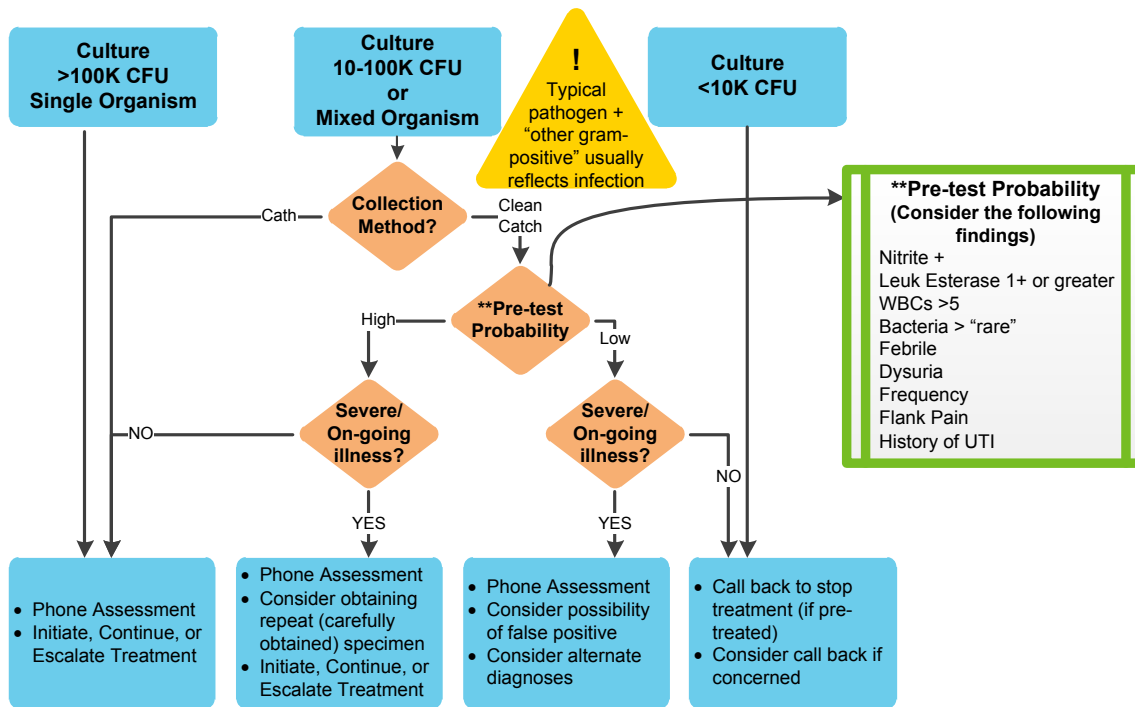 Culture
>100K CFU
Single Organism
Culture
10-100K CFU
or
Mixed Organism
!
Typical
pathogen +
“other gram-
positive” usually
reflects infection
Culture
<10K CFU
Collection
Method?
Cath
Clean
Catch
**Pre-test Probability
(Consider the following
findings)
Nitrite +
Leuk Esterase 1+ or greater
WBCs >5
Bacteria > “rare”
Febrile
Dysuria
Frequency
Flank Pain
History of UTI
**Pre-test
Probability
High
Low
Severe/
On-going
illness?
NO
YES
Severe/
On-going
illness?
NO
YES
• Phone Assessment
• Initiate, Continue, or
Escalate Treatment
• Phone Assessment
• Consider obtaining
repeat (carefully
obtained) specimen
• Initiate, Continue, or
Escalate Treatment
• Phone Assessment
• Consider possibility
of false positive
• Consider alternate
diagnoses
• Call back to stop
treatment (if pre-
treated)
• Consider call back if
concerned